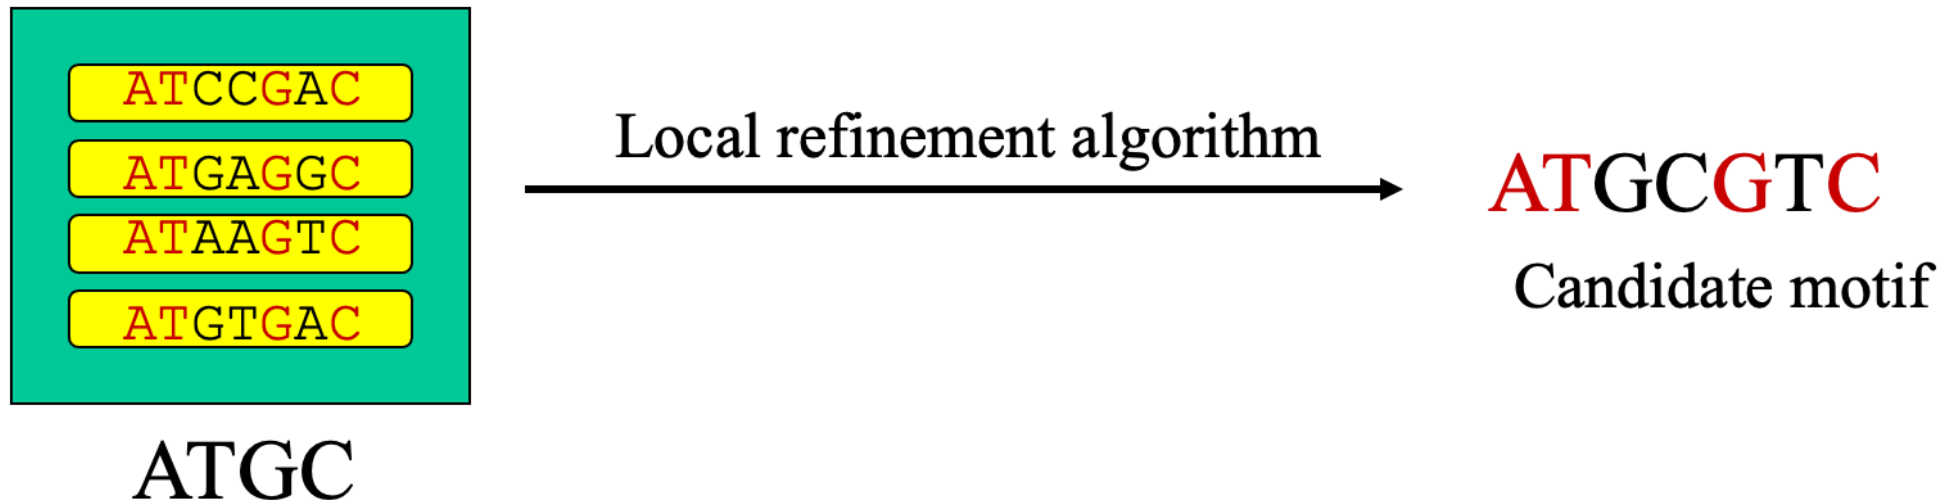 ATCCGAC
ATGAGGC
ATAAGTC
ATGTGAC
ATGC
Local refinement algorithm
ATGCGTC
Candidate motif